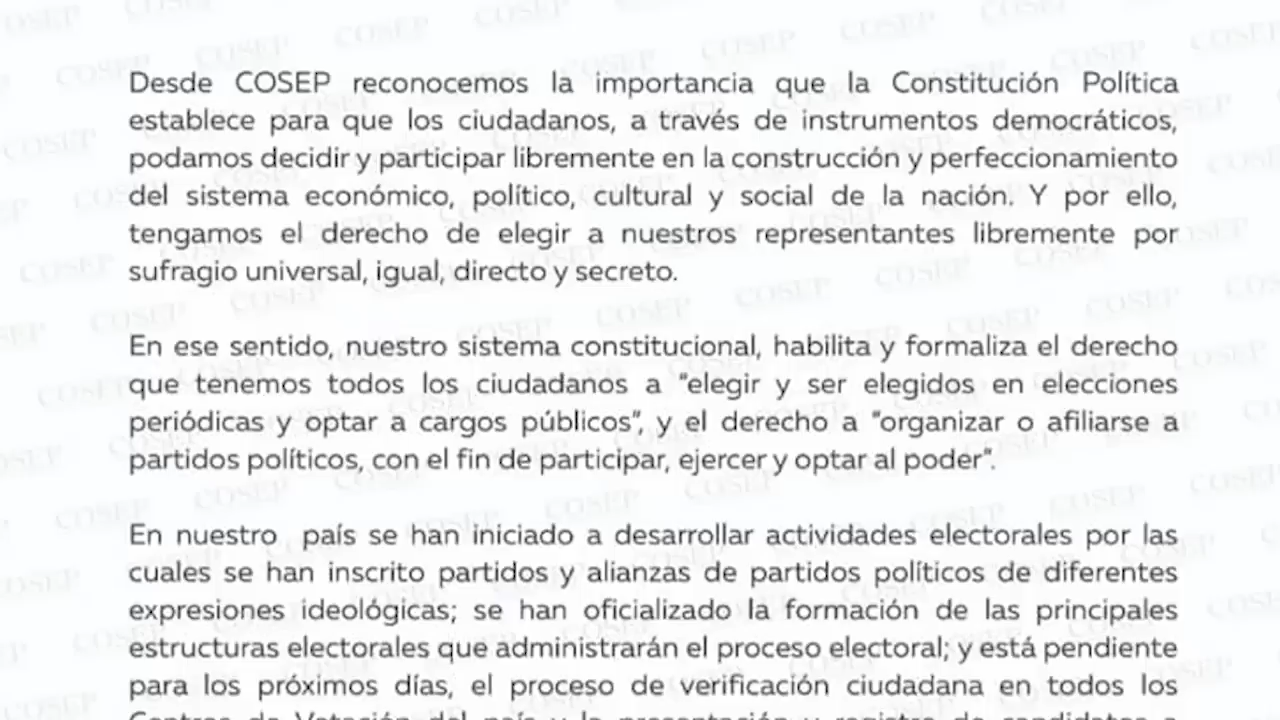 Desde COSEP reconocemos la importancia que la Constitución Política
establece para que los ciudadanos, a través de instrumentos democráticos,
podamos decidir y participar libremente en la construcción y perfeccionamiento
del sistema económico, político, cultural y social de la nación. Y por ello,
tengamos el derecho de elegir a nuestros representantes libremente por
sufragio universal, igual, directo y secreto.
En ese sentido, nuestro sistema constitucional, habilita y formaliza el derecho
que tenemos todos los ciudadanos a "elegir y ser elegidos en elecciones
periódicas y optar a cargos públicos", y el derecho a "organizar o afiliarse a
partidos políticos, con el fin de participar, ejercer y optar al poder".
En nuestro país se han iniciado a desarrollar actividades electorales por las
cuales se han inscrito partidos y alianzas de partidos políticos de diferentes
expresiones ideológicas; se han oficializado la formación de las principales
estructuras electorales que administrarán el proceso electoral; y está pendiente
para los próximos días, el proceso de verificación ciudadana en todos los